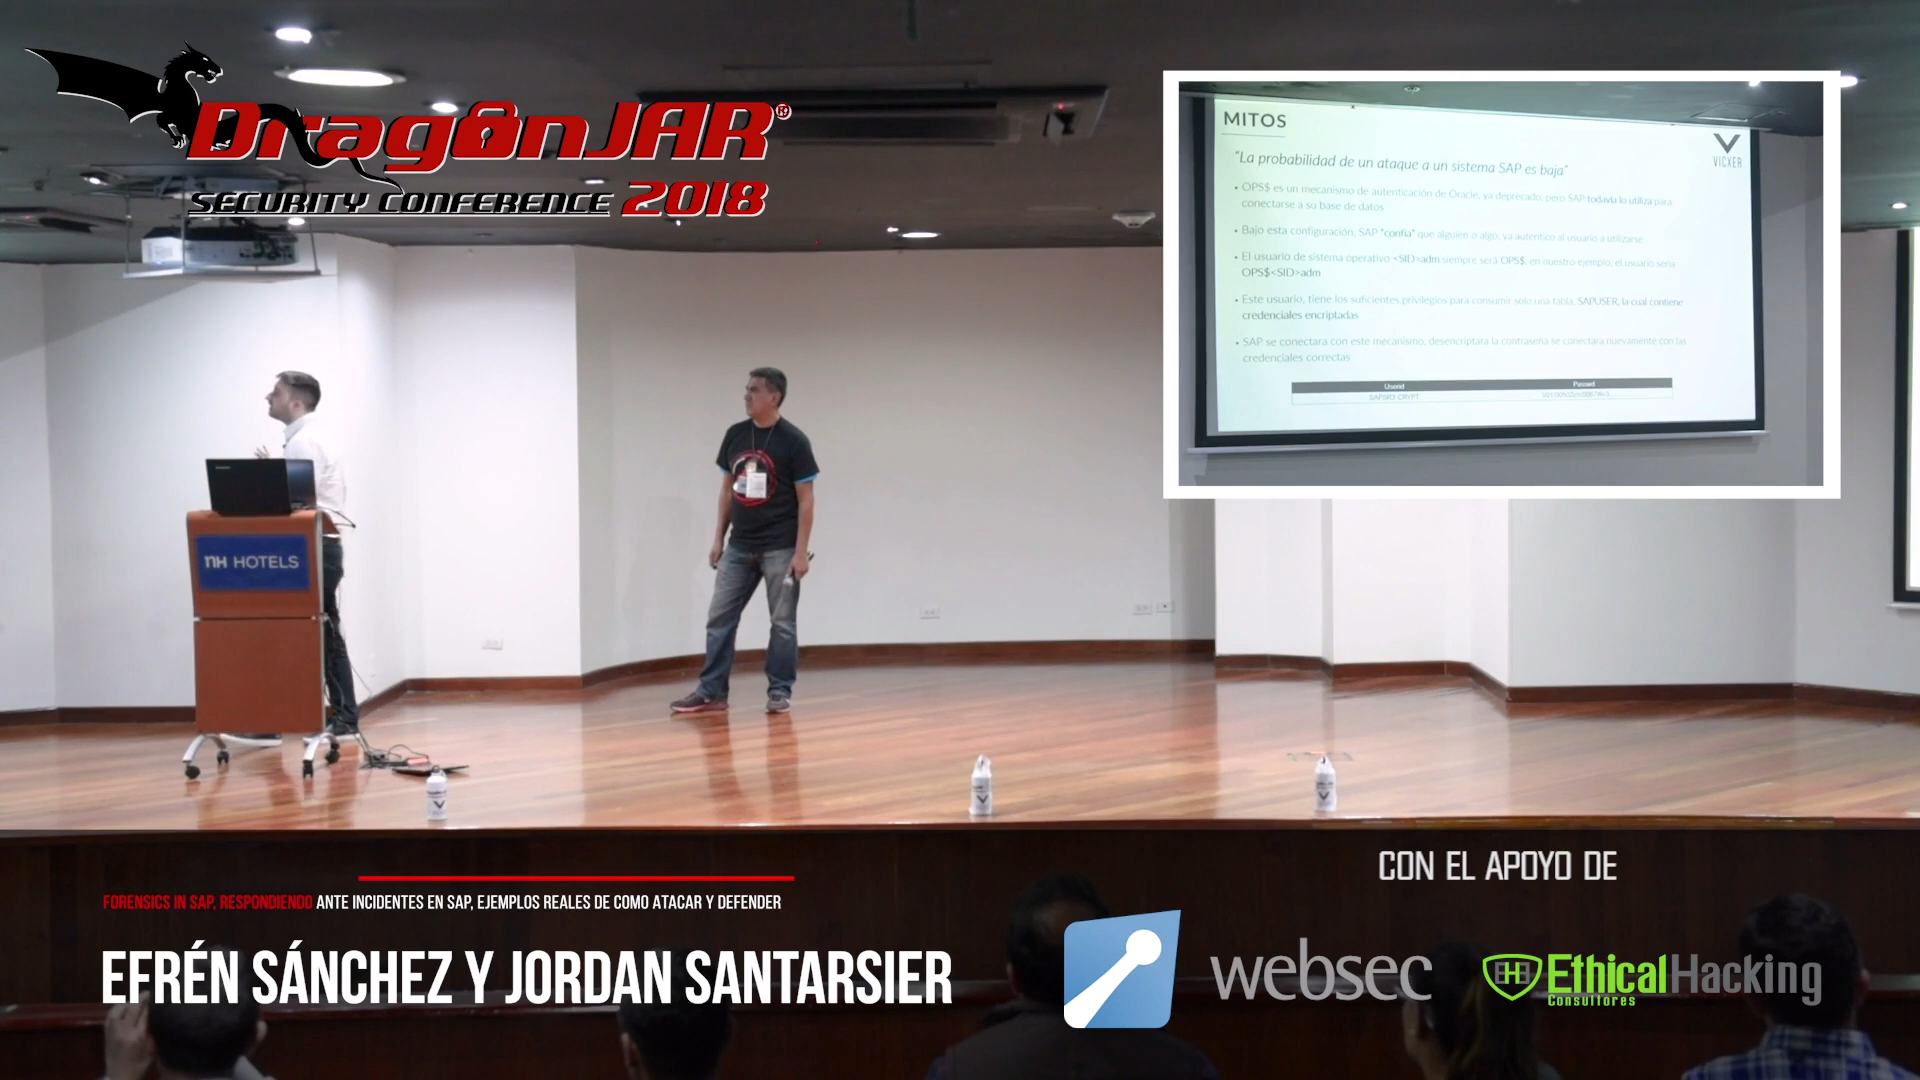 DragonJAR®
SECURITY CONFERENCE 2018
MITOS
VICXER
"La probabilidad de un ataque a un sistema SAP es baja"
• OPS$ es un mecanismo de autenticación de Oracle, ya deprecado, pero SAP todavía lo utiliza para
conectarse a su base de datos
• Bajo esta configuración, SAP "confía" que alguien o algo, ya autentico al usuario a utilizarse
• El usuario de sistema operativo <SID>adm siempre será OPS$, en nuestro ejemplo, el usuario sería
OPS$<SID>adm
• Este usuario, tiene los suficientes privilegios para consumir solo una tabla, SAPUSER, la cual contiene
credenciales encriptadas
• SAP se conectara con este mecanismo, desencriptara la contraseña se conectara nuevamente con las
credenciales correctas
Userid Passwd
SAPSR3-CRYPT
nH HOTELS
CON EL APOYO DE
FORENSICS IN SAP, RESPONDIENDO ANTE INCIDENTES EN SAP, EJEMPLOS REALES DE COMO ATACAR Y DEFENDER
EFRÉN SÁNCHEZ Y JORDAN SANTARSIER
websec
EH EthicalHacking
Consultores